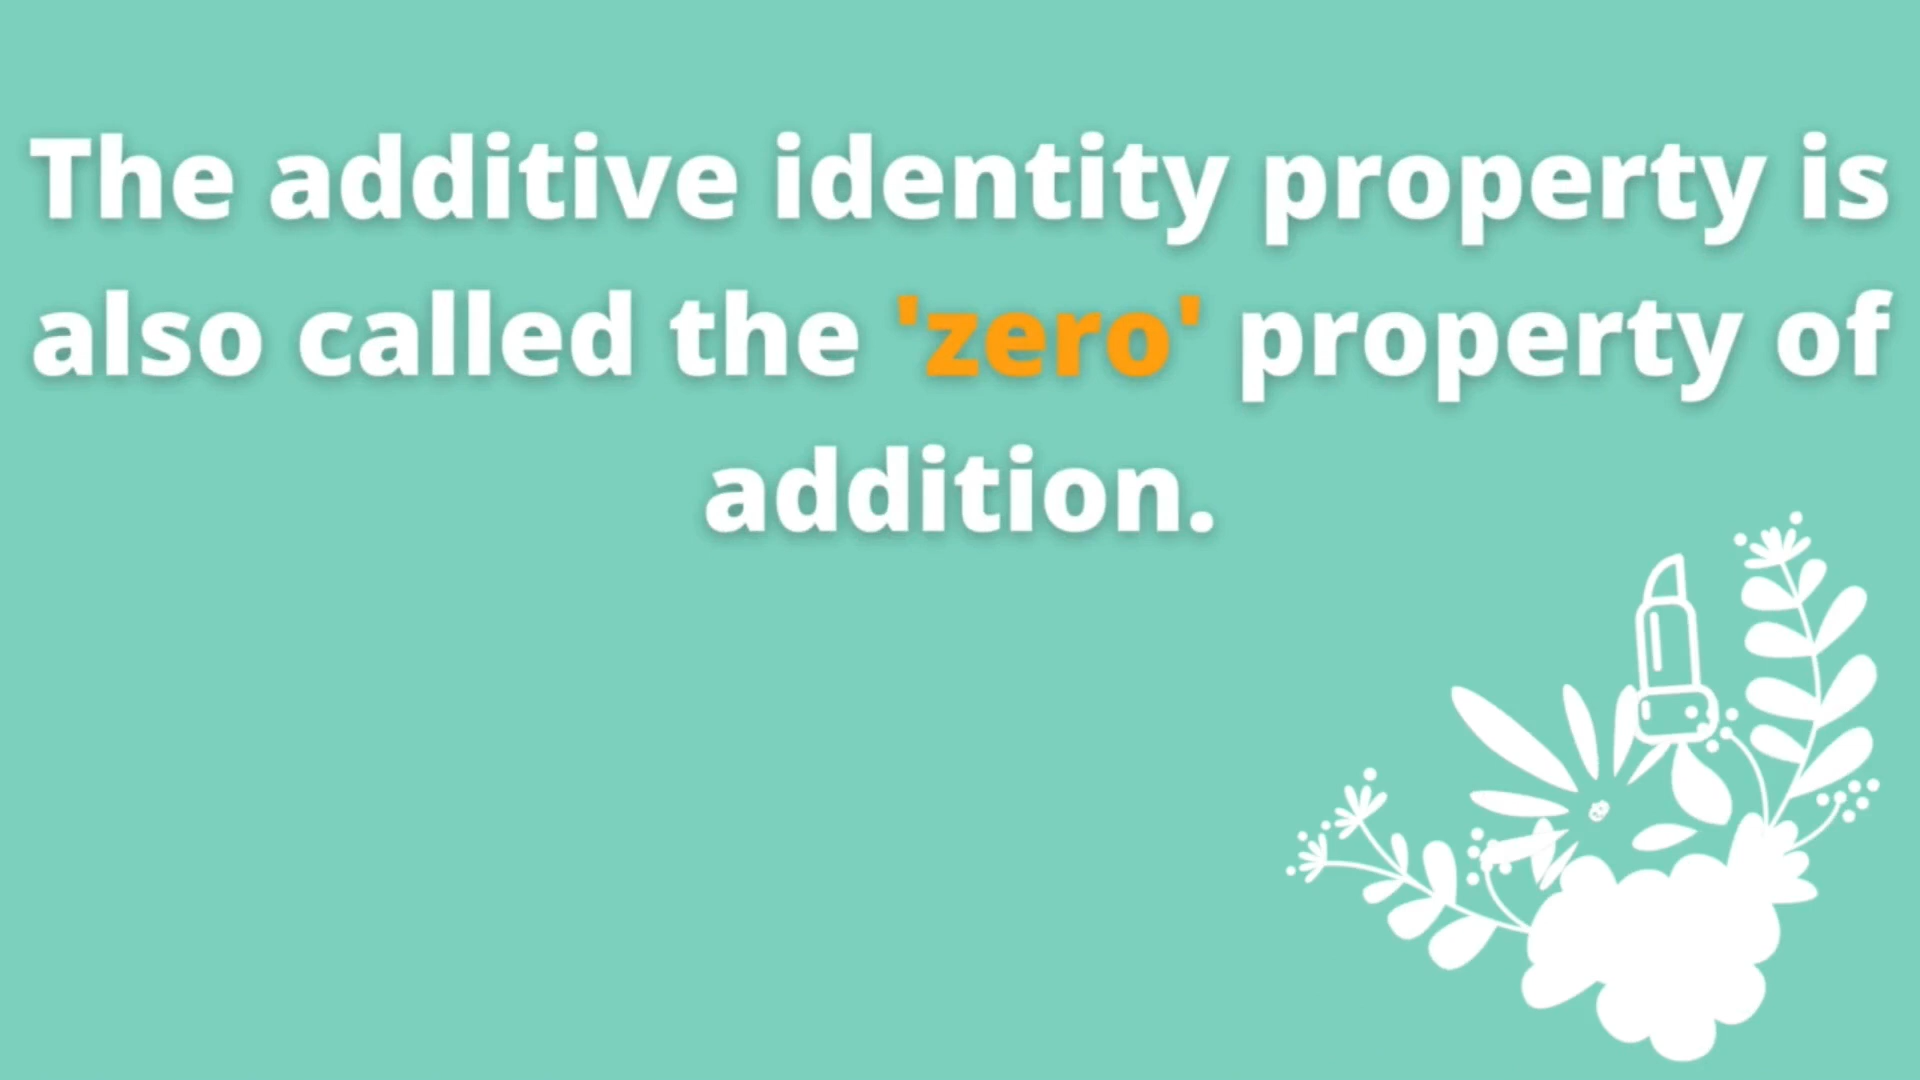 The additive identity property is
also called the 'zero' property of
addition.